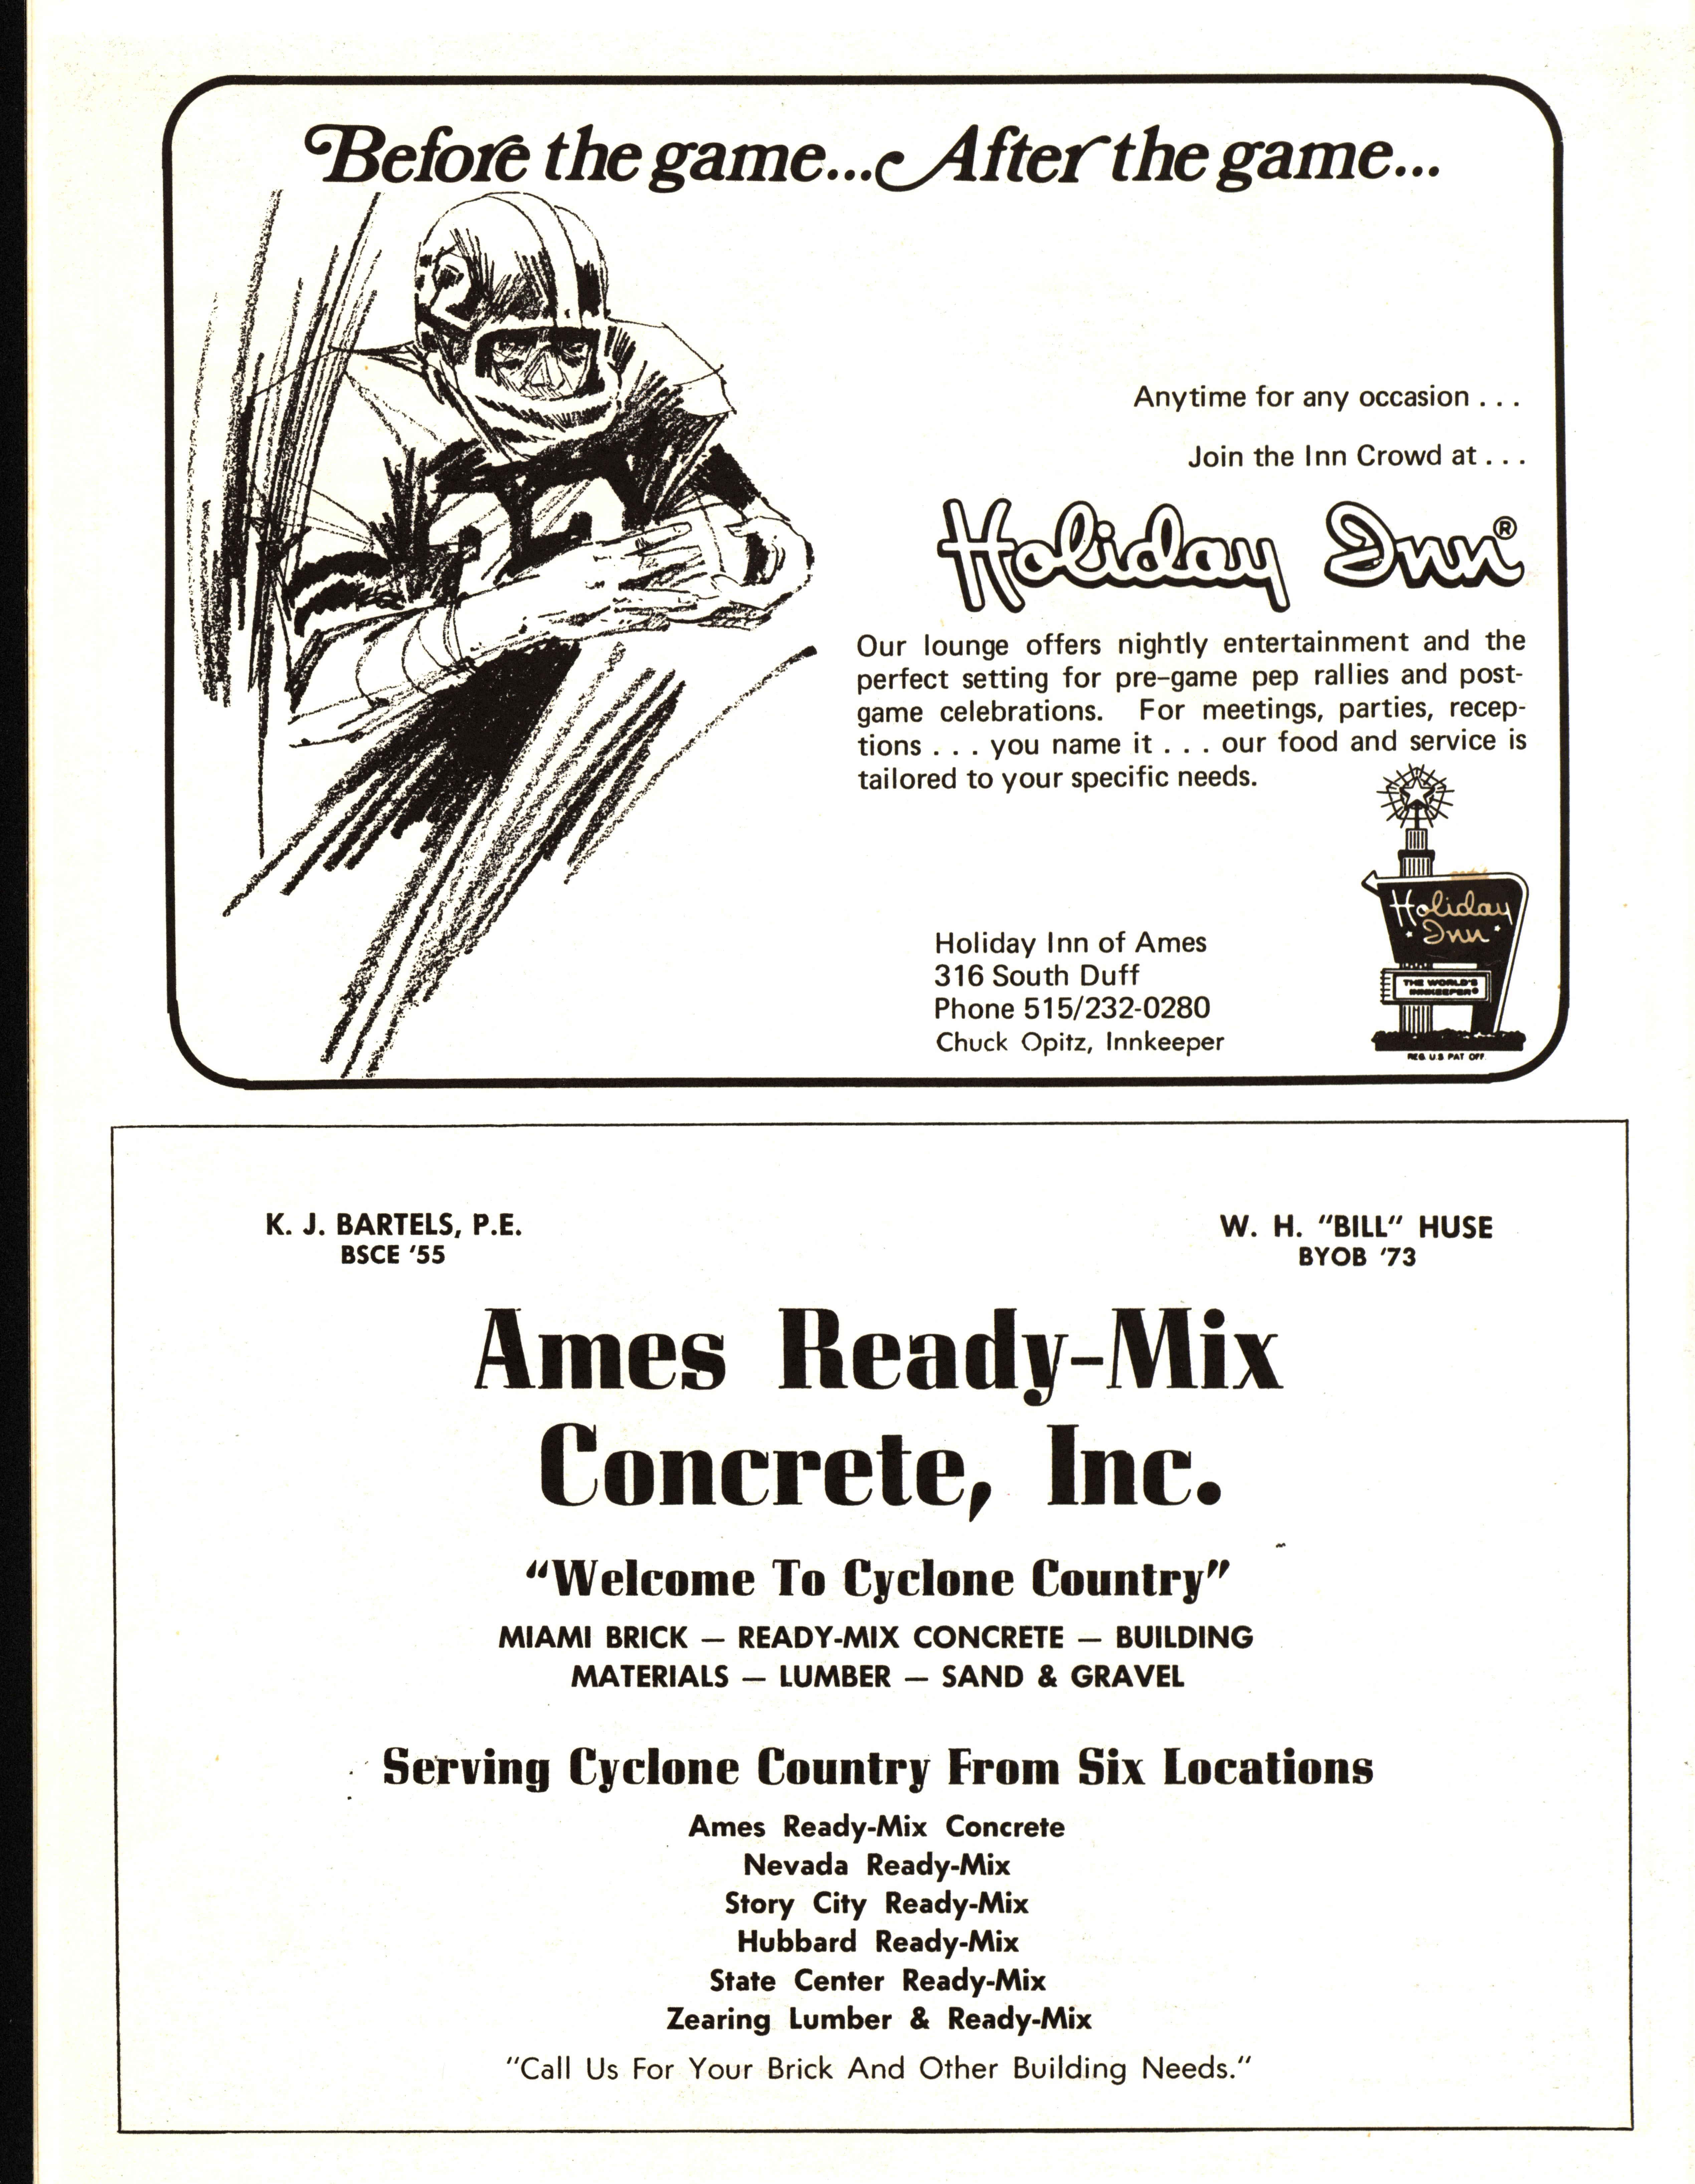 Before the game...After the game...
Anytime for any occasion . . .
Join the Inn Crowd at . . .
Holiday Inn®
Our lounge offers nightly entertainment and the
perfect setting for pre-game pep rallies and post-
game celebrations. For meetings, parties, recep-
tions . . . you name it . . . our food and service is
tailored to your specific needs.
Holiday
Inn
THE WORLD'S
INNKEEPER®
REG. U.S PAT OFF.
Holiday Inn of Ames
316 South Duff
Phone 515/232-0280
Chuck Opitz, Innkeeper
K. J. BARTELS, P.E.
BSCE '55
W. H. "BILL" HUSE
BYOB '73
Ames Ready-Mix
Concrete, Inc.
"Welcome To Cyclone Country"
MIAMI BRICK — READY-MIX CONCRETE — BUILDING
MATERIALS — LUMBER — SAND & GRAVEL
Serving Cyclone Country From Six Locations
Ames Ready-Mix Concrete
Nevada Ready-Mix
Story City Ready-Mix
Hubbard Ready-Mix
State Center Ready-Mix
Zearing Lumber & Ready-Mix
"Call Us For Your Brick And Other Building Needs."